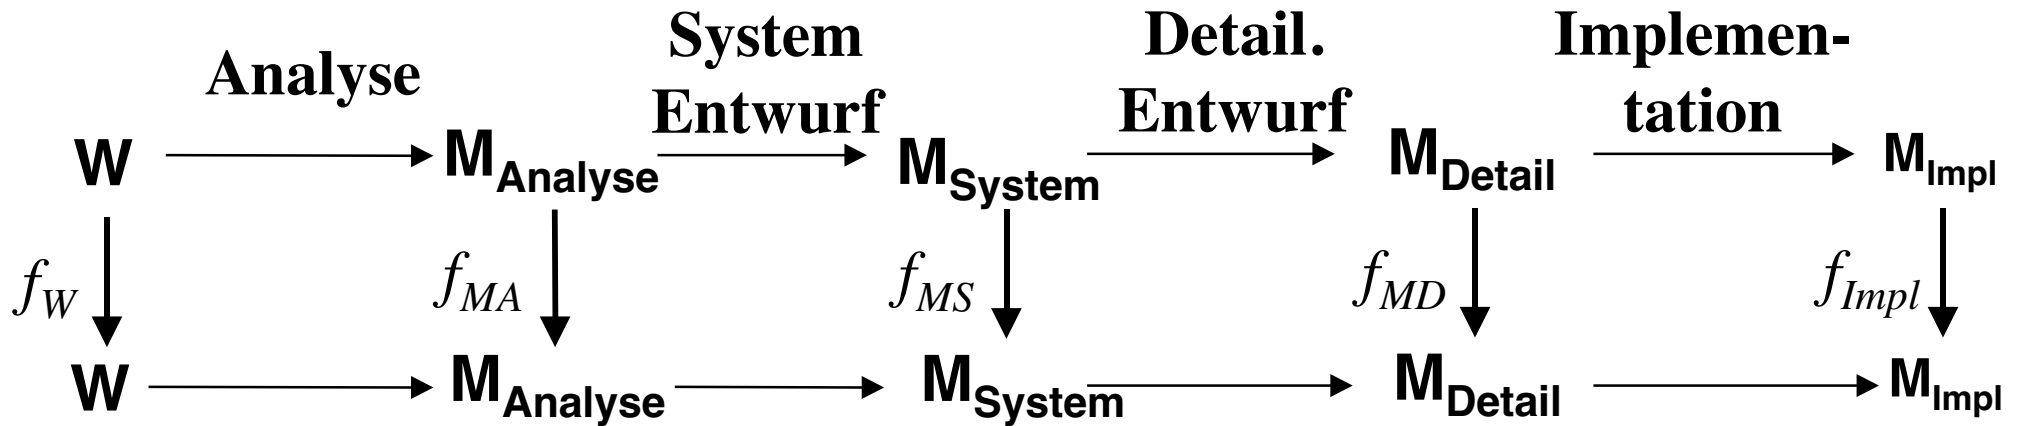 Analyse
System
Entwurf
Detail.
Entwurf
Implemen-
tation
W M_Analyse M_System M_Detail M_Impl
f_W f_MA f_MS f_MD f_Impl
W M_Analyse M_System M_Detail M_Impl